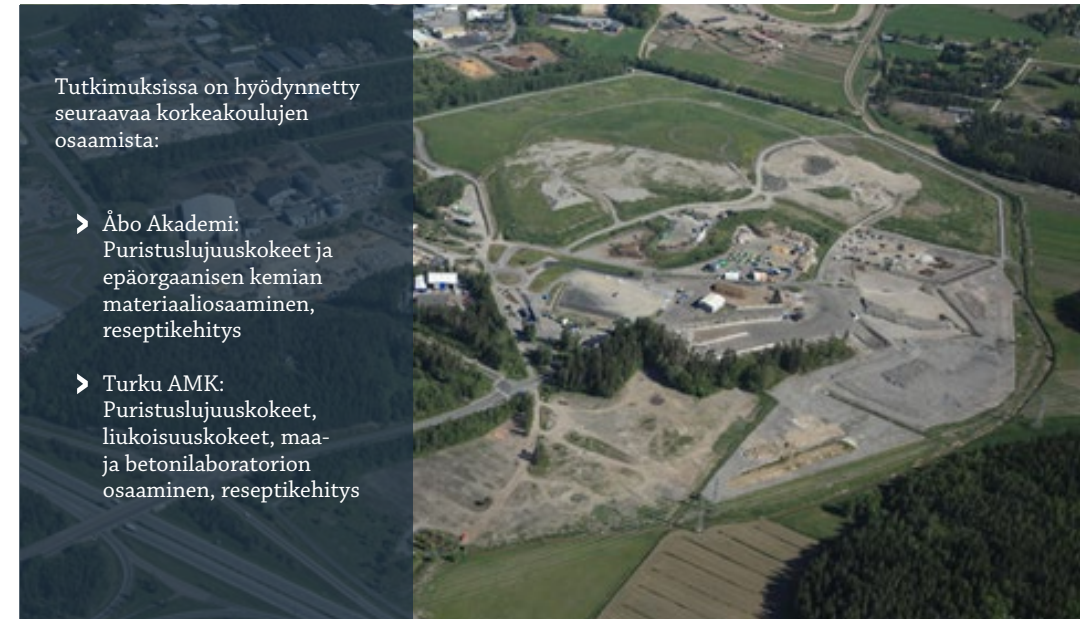 Tutkimuksissa on hyödynnetty
seuraavaa korkeakoulujen
osaamista:
Åbo Akademi:
Puristuslujuuskokeet ja
epäorgaanisen kemian
materiaaliosaaminen,
reseptikehitys
Turku AMK:
Puristuslujuuskokeet,
liukoisuuskokeet, maa-
ja betonilaboratorion
osaaminen, reseptikehitys